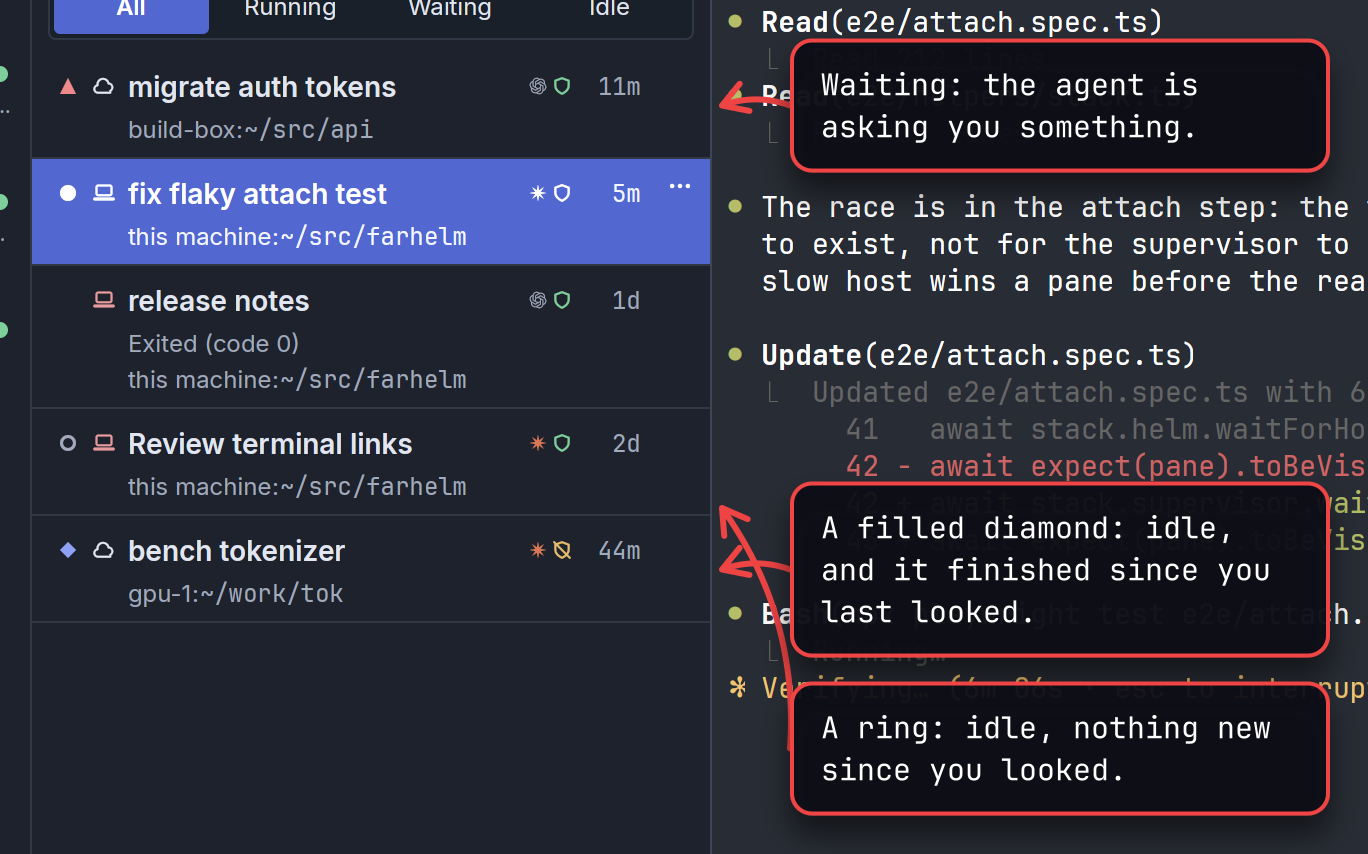 All Running Waiting Idle
migrate auth tokens 11m
build-box:~/src/api
fix flaky attach test 5m ...
this machine:~/src/farhelm
release notes 1d
Exited (code 0)
this machine:~/src/farhelm
Review terminal links 2d
this machine:~/src/farhelm
bench tokenizer 44m
gpu-1:~/work/tok
Read(e2e/attach.spec.ts)
Waiting: the agent is
asking you something.
The race is in the attach step: the
to exist, not for the supervisor to
slow host wins a pane before the rea
Update(e2e/attach.spec.ts)
Updated e2e/attach.spec.ts with 6
41 await stack.helm.waitForHo
42 - await expect(pane).toBeVis
A filled diamond: idle,
and it finished since you
last looked.
Verifying… (6m 06s · esc to interrup
A ring: idle, nothing new
since you looked.